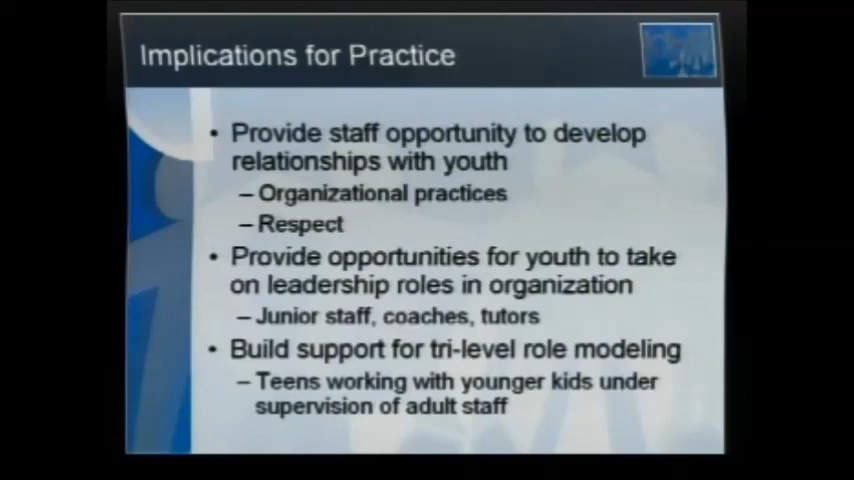 Implications for Practice
• Provide staff opportunity to develop
relationships with youth
– Organizational practices
– Respect
• Provide opportunities for youth to take
on leadership roles in organization
– Junior staff, coaches, tutors
• Build support for tri-level role modeling
– Teens working with younger kids under
supervision of adult staff